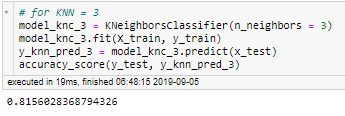 # for KNN = 3
model_knc_3 = KNeighborsClassifier(n_neighbors = 3)
model_knc_3.fit(X_train, y_train)
y_knn_pred_3 = model_knc_3.predict(x_test)
accuracy_score(y_test, y_knn_pred_3)
executed in 19ms, finished 06:48:15 2019-09-05
0.8156028368794326